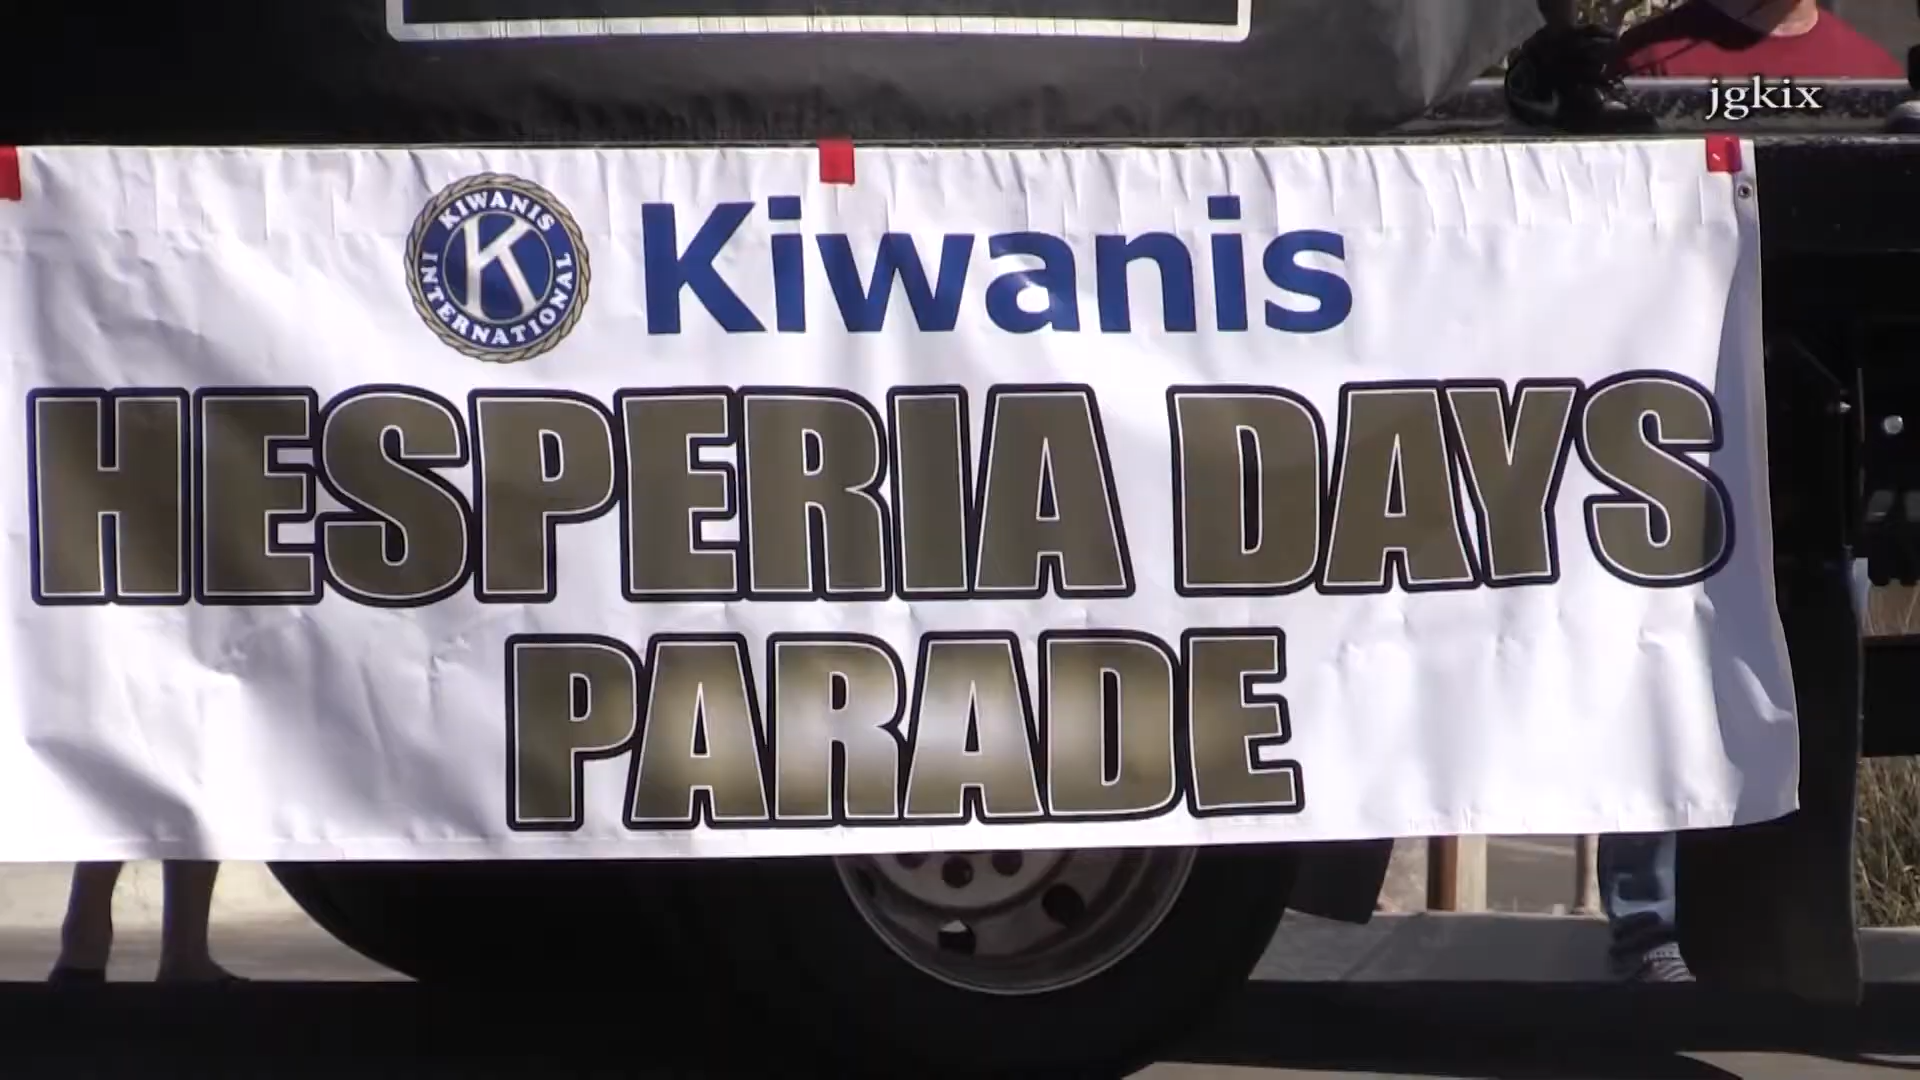 jgkix
KIWANIS
INTERNATIONAL
K
Kiwanis
HESPERIA DAYS
PARADE